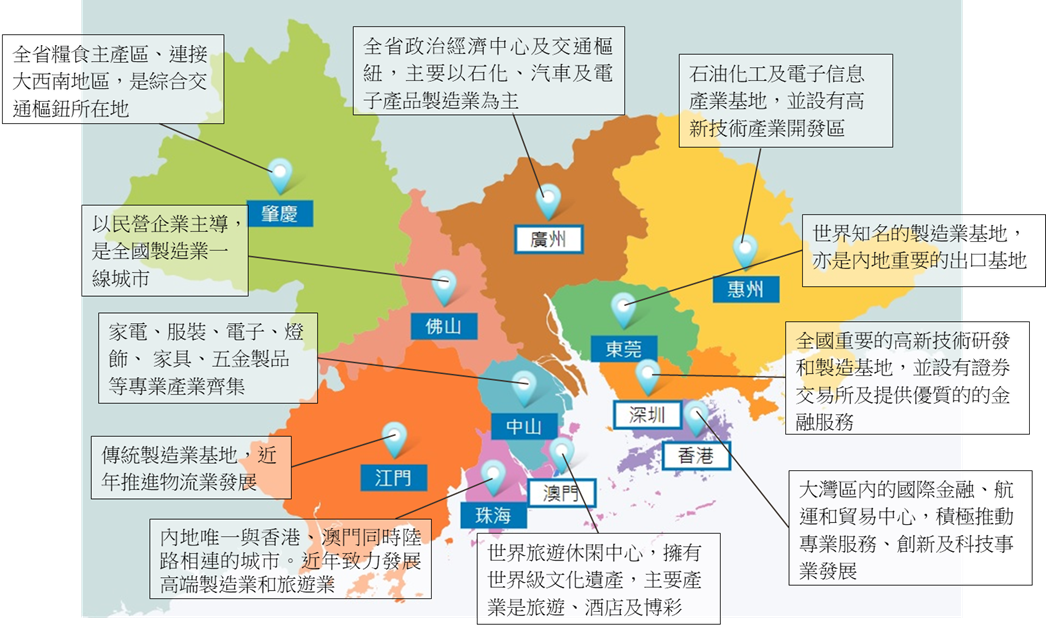 全省糧食主產區、連接
大西南地區，是綜合交
通樞鈕所在地
全省政治經濟中心及交通樞
紐，主要以石化、汽車及電
子產品製造業為主
石油化工及電子信息
產業基地，並設有高
新技術產業開發區
肇慶
以民營企業主導，
是全國製造業一
線城市
廣州
世界知名的製造業基地，
亦是內地重要的出口基地
惠州
佛山
家電、服裝、電子、燈
飾、 家具、五金製品
等專業產業齊集
東莞
全國重要的高新技術研發
和製造基地，並設有證券
交易所及提供優質的的金
融服務
深圳
中山
香港
傳統製造業基地，近
年推進物流業發展
江門
澳門
珠海
大灣區內的國際金融、航
運和貿易中心，積極推動
專業服務、創新及科技事
業發展
內地唯一與香港、澳門同時陸
路相連的城市。近年致力發展
高端製造業和旅遊業
世界旅遊休閑中心，擁有
世界級文化遺產，主要產
業是旅遊、酒店及博彩